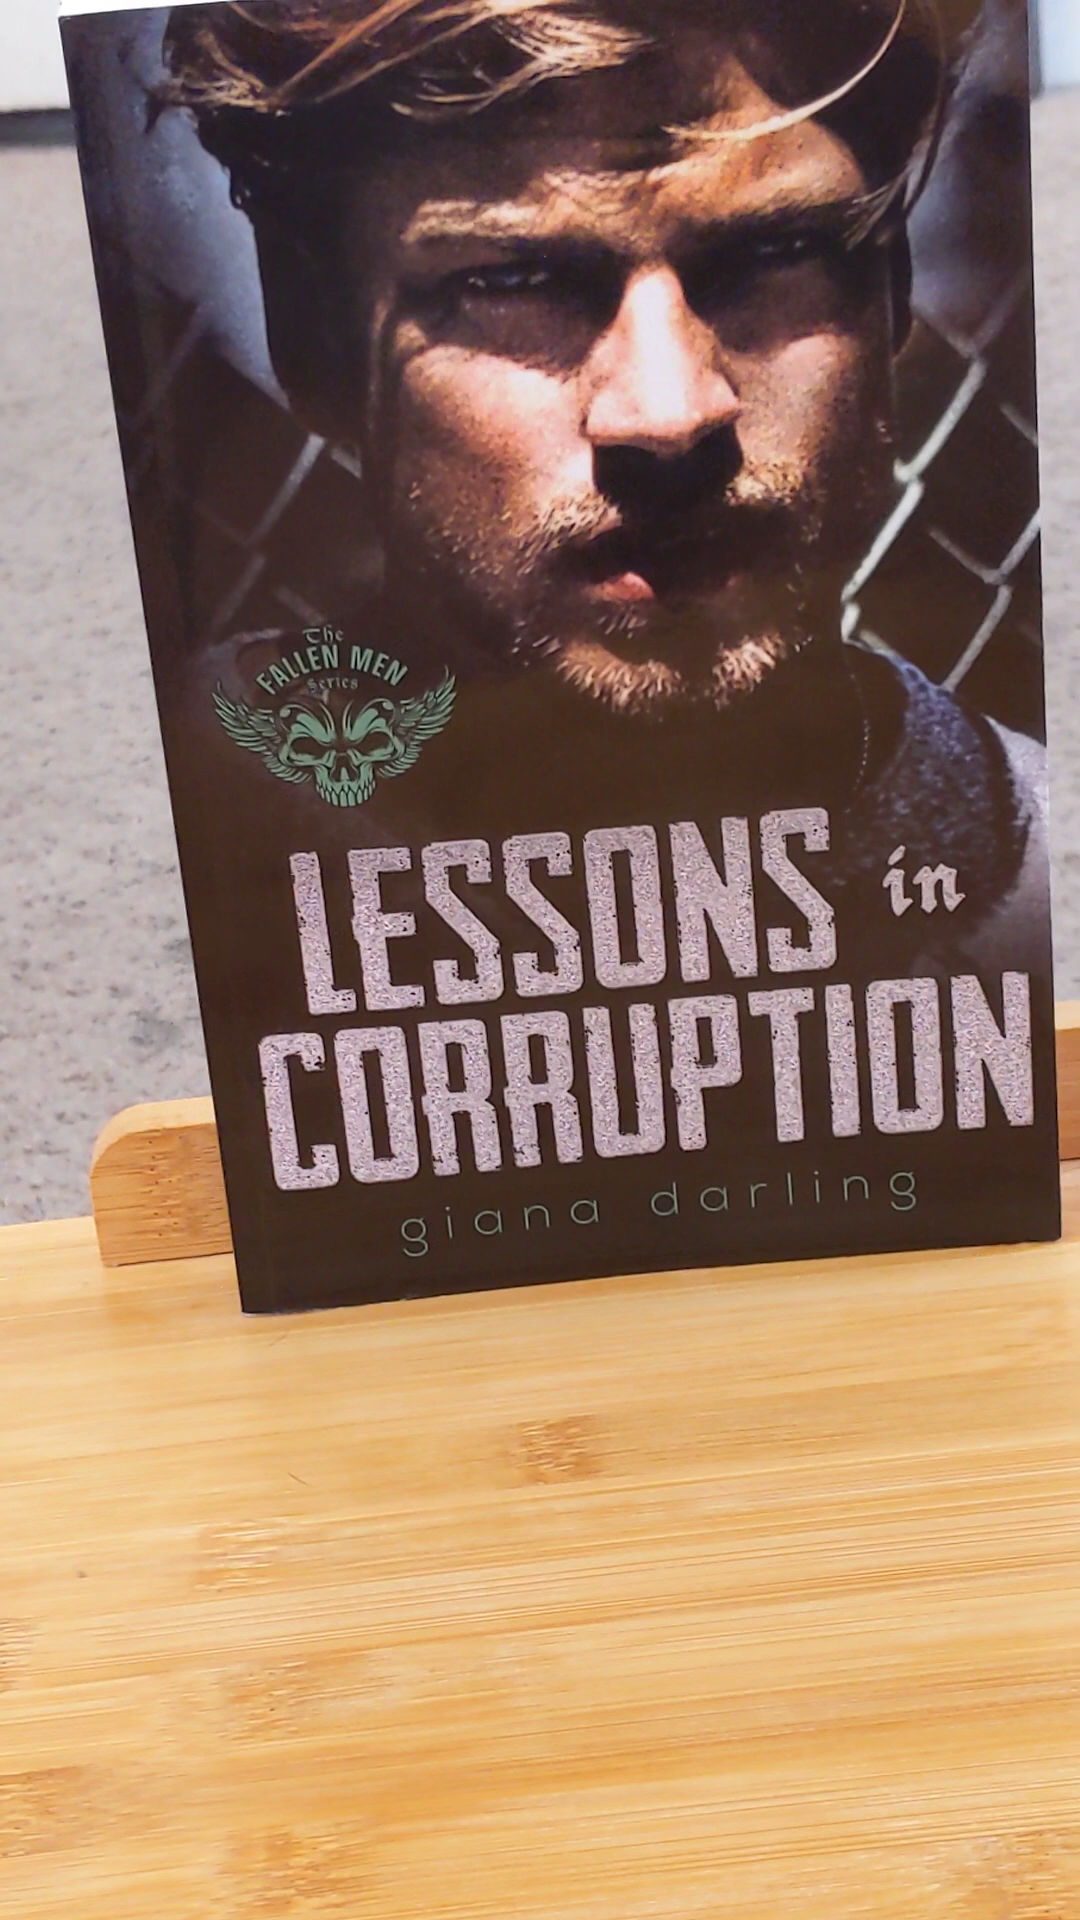 The
FALLEN MEN
Series
LESSONS in
CORRUPTION
giana darling